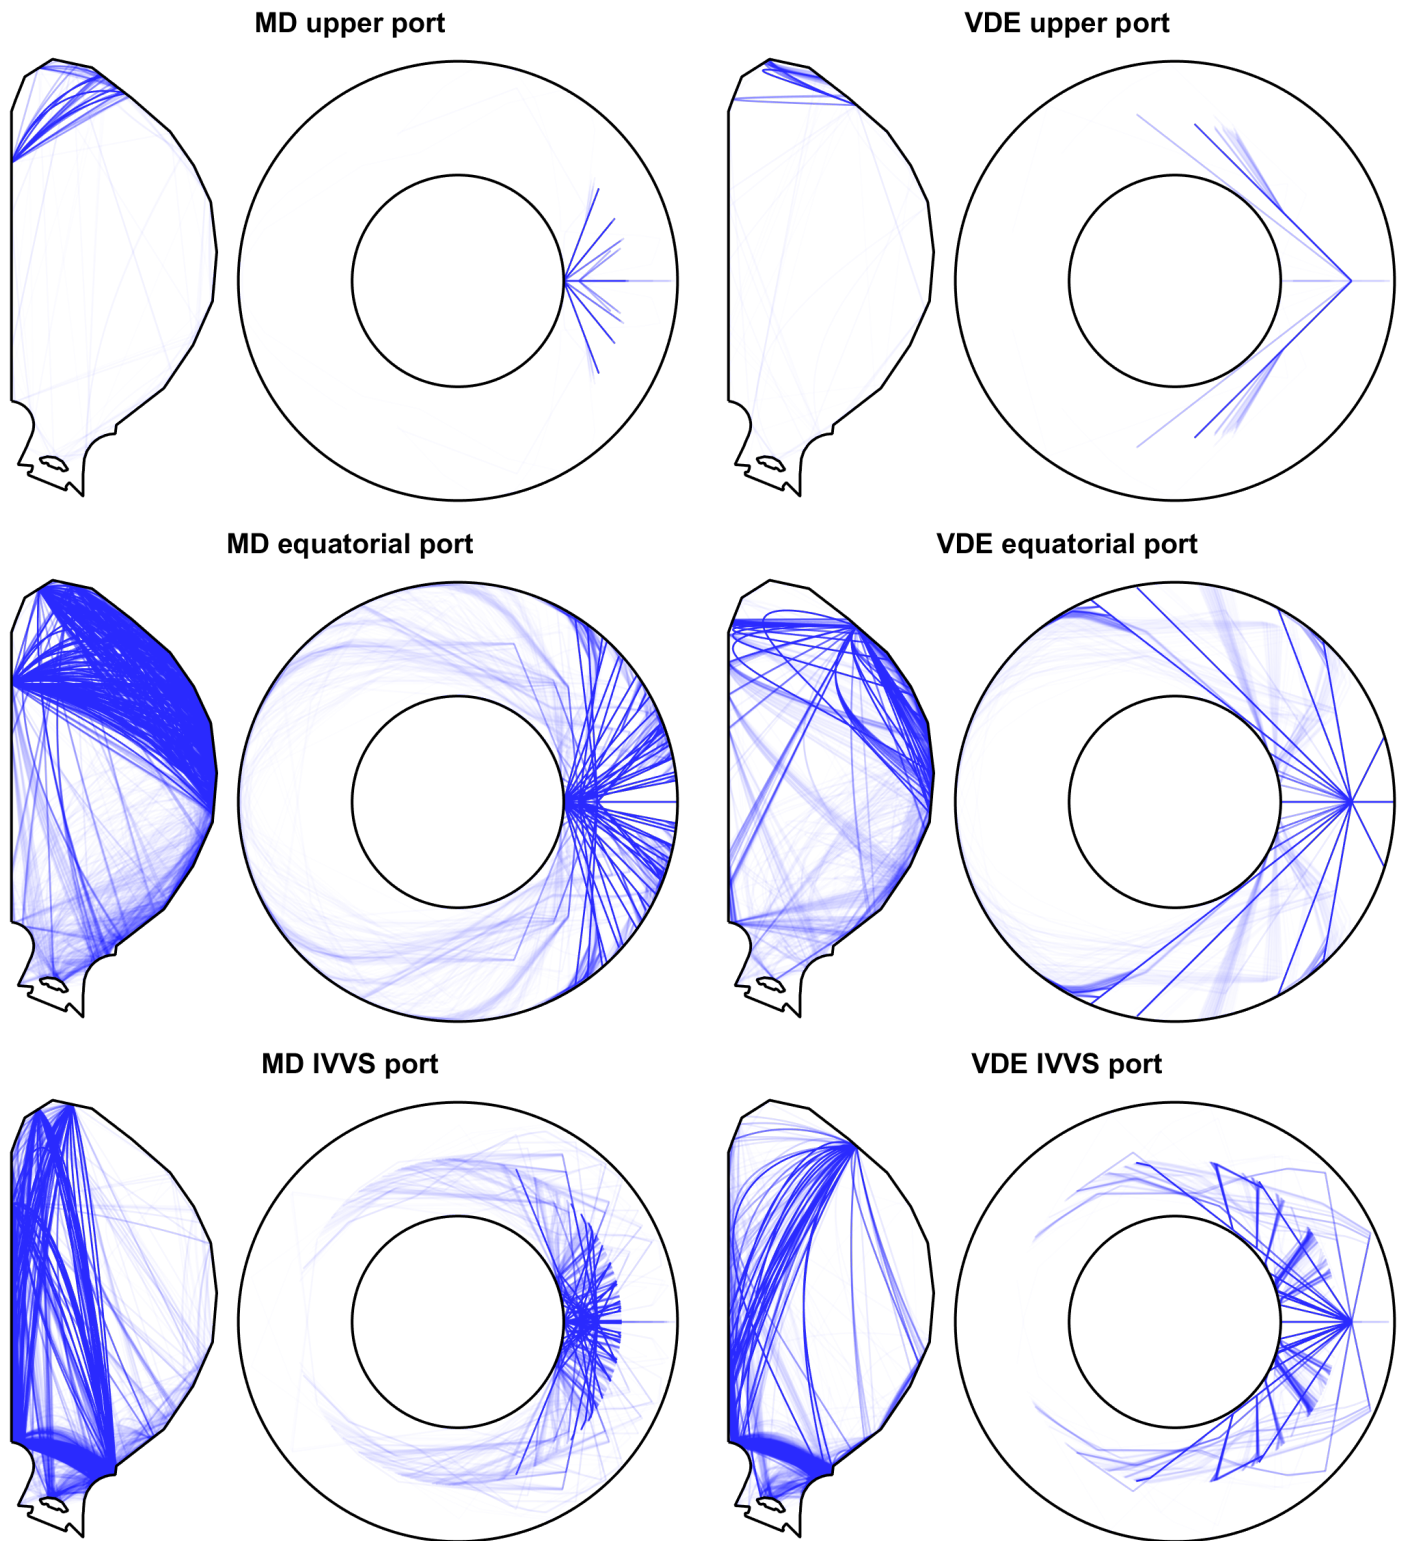 MD upper port
VDE upper port
MD equatorial port
VDE equatorial port
MD IVVS port
VDE IVVS port